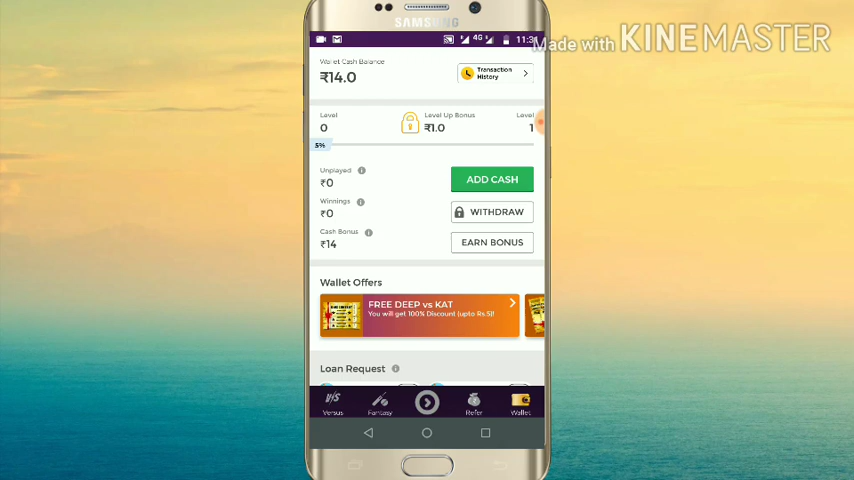 SAMSUNG
4G 11:31
Made with KINEMASTER
Wallet Cash Balance
₹14.0
Transaction
History
Level
0
Level Up Bonus
₹1.0
Level
1
5%
Unplayed
₹0
ADD CASH
Winnings
₹0
WITHDRAW
Cash Bonus
₹14
EARN BONUS
Wallet Offers
FREE DEEP vs KAT
You will get 100% Discount (upto Rs.5)!
Loan Request
V/S
Versus
Fantasy
Refer
Wallet